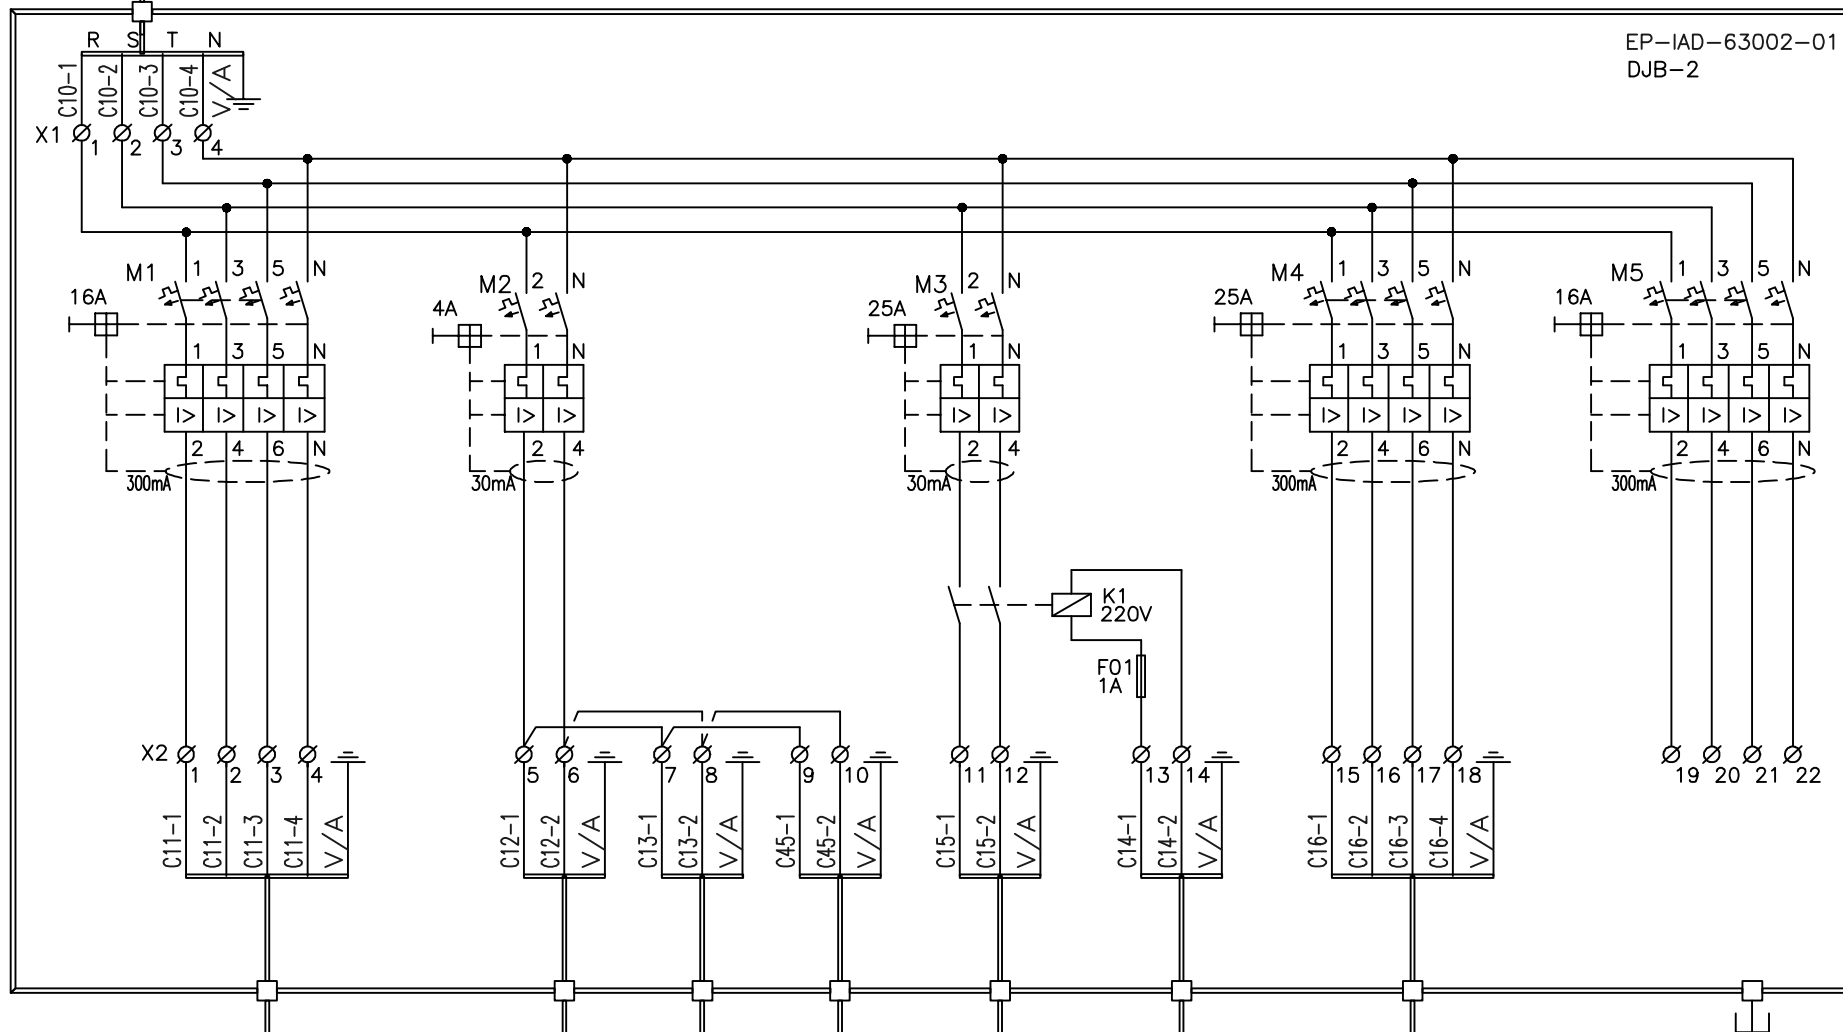 R S T N
EP-IAD-63002-01
DJB-2
C10-1 C10-2 C10-3 C10-4 V/A
X1 1 2 3 4
M1 1 3 5 N
M2 2 N
M3 2 N
M4 1 3 5 N
M5 1 3 5 N
16A
4A
25A
25A
16A
1 3 5 N
1 N
1 N
1 3 5 N
1 3 5 N
I> I> I> I>
I> I>
I> I>
I> I> I> I>
I> I> I> I>
2 4 6 N
2 4
2 4
2 4 6 N
2 4 6 N
300mA
30mA
30mA
300mA
300mA
K1
220V
F01
1A
X2 1 2 3 4
5 6
7 8
9 10
11 12
13 14
15 16 17 18
19 20 21 22
C11-1 C11-2 C11-3 C11-4 V/A
C12-1 C12-2 V/A
C13-1 C13-2 V/A
C45-1 C45-2 V/A
C15-1 C15-2 V/A
C14-1 C14-2 V/A
C16-1 C16-2 C16-3 C16-4 V/A